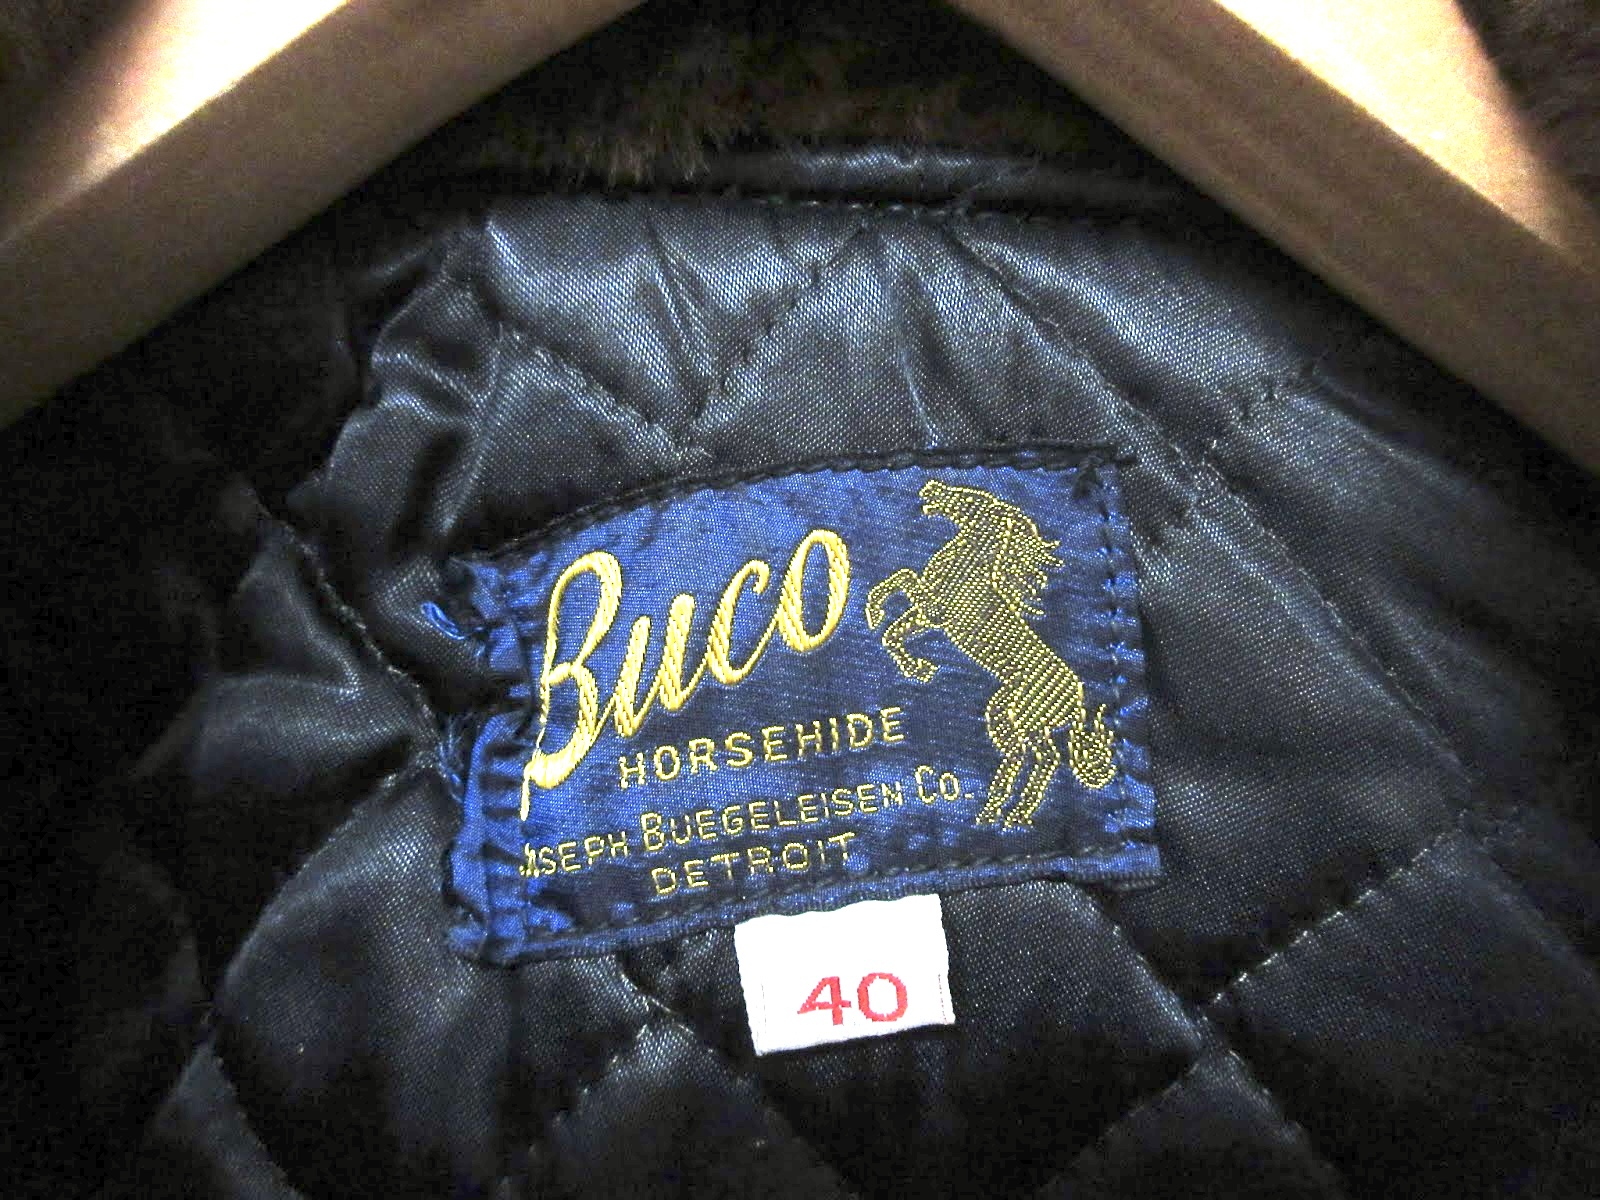 Buco
HORSEHIDE
JOSEPH BUEGELEISEN CO.
DETROIT
40